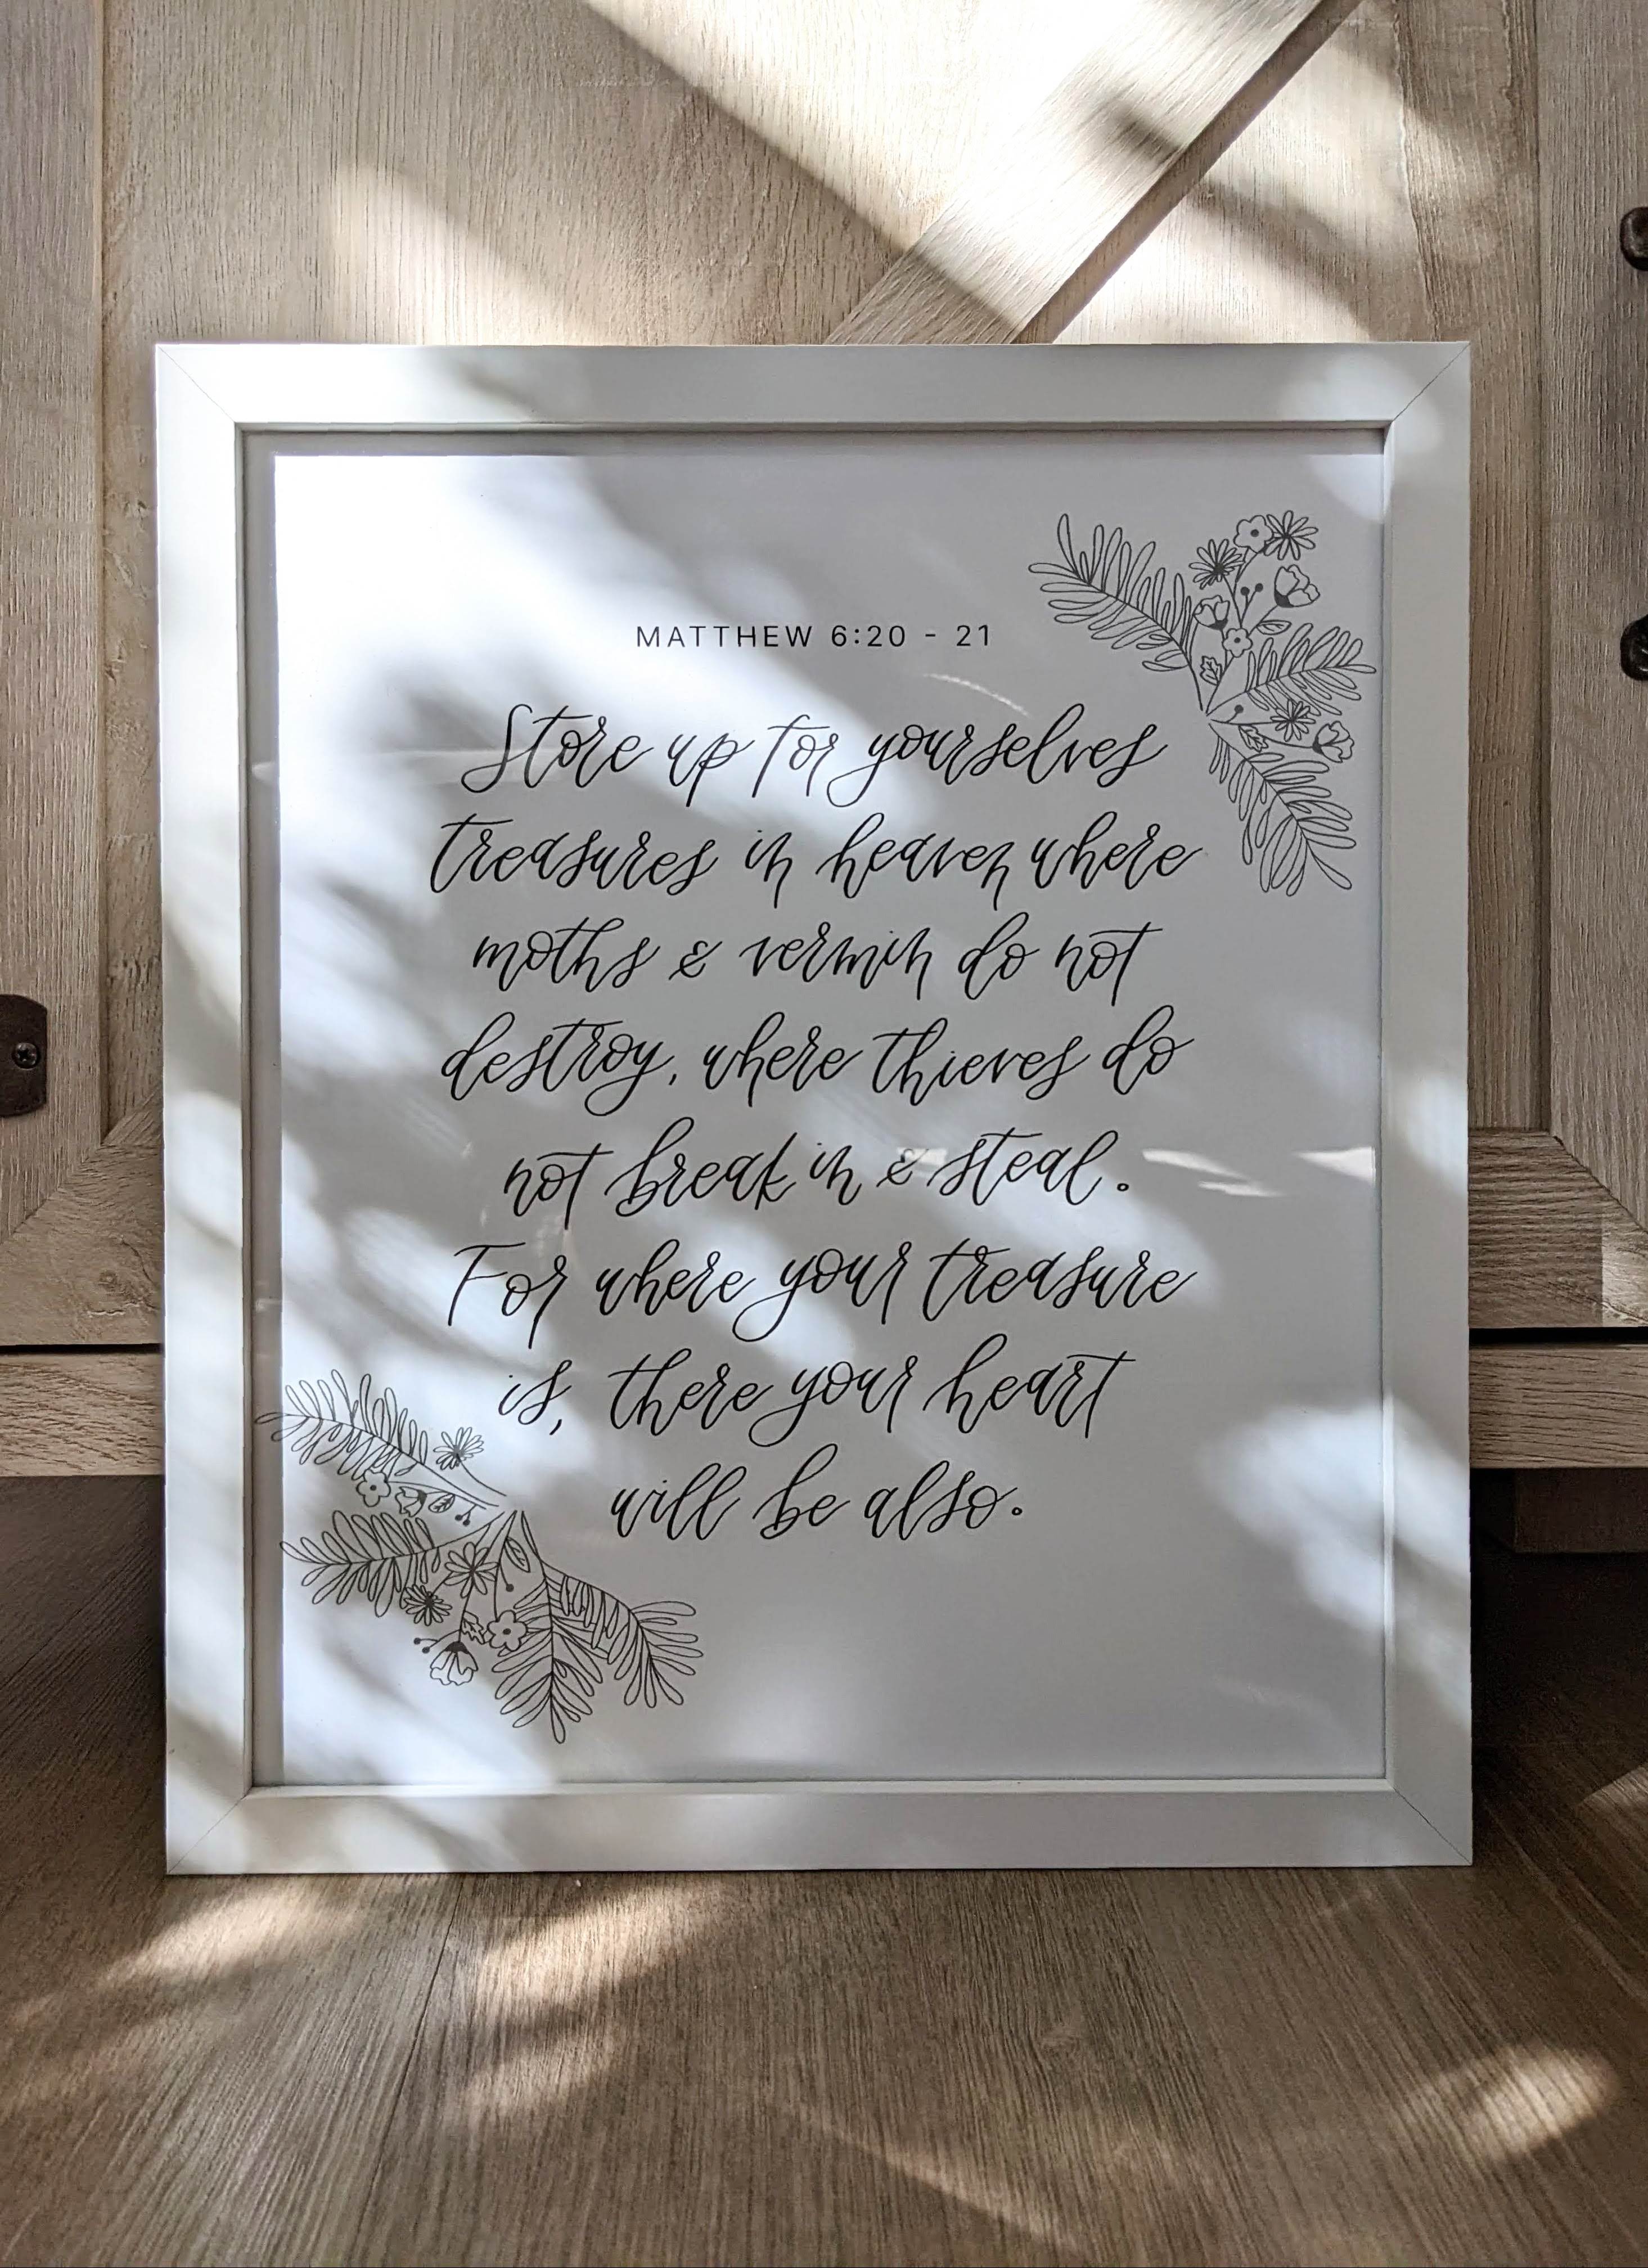 MATTHEW 6:20 - 21
Store up for yourselves
treasures in heaven where
moths & vermin do not
destroy, where thieves do
not break in & steal.
For where your treasure
is, there your heart
will be also.